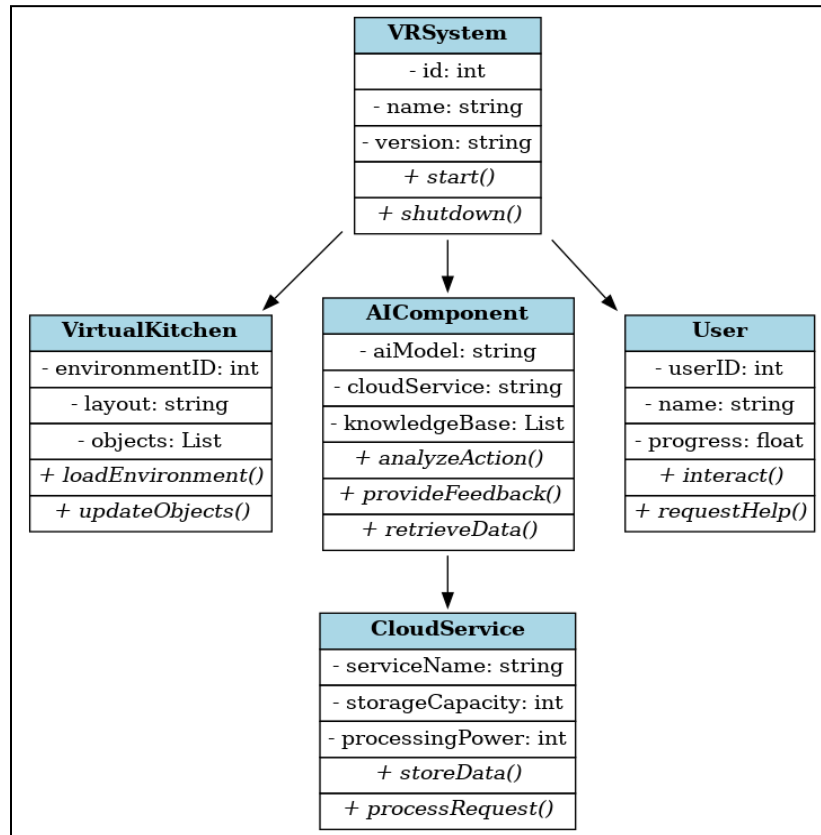 VRSystem
- id: int
- name: string
- version: string
+ start()
+ shutdown()
VirtualKitchen
- environmentID: int
- layout: string
- objects: List
+ loadEnvironment()
+ updateObjects()
AIComponent
- aiModel: string
- cloudService: string
- knowledgeBase: List
+ analyzeAction()
+ provideFeedback()
+ retrieveData()
User
- userID: int
- name: string
- progress: float
+ interact()
+ requestHelp()
CloudService
- serviceName: string
- storageCapacity: int
- processingPower: int
+ storeData()
+ processRequest()